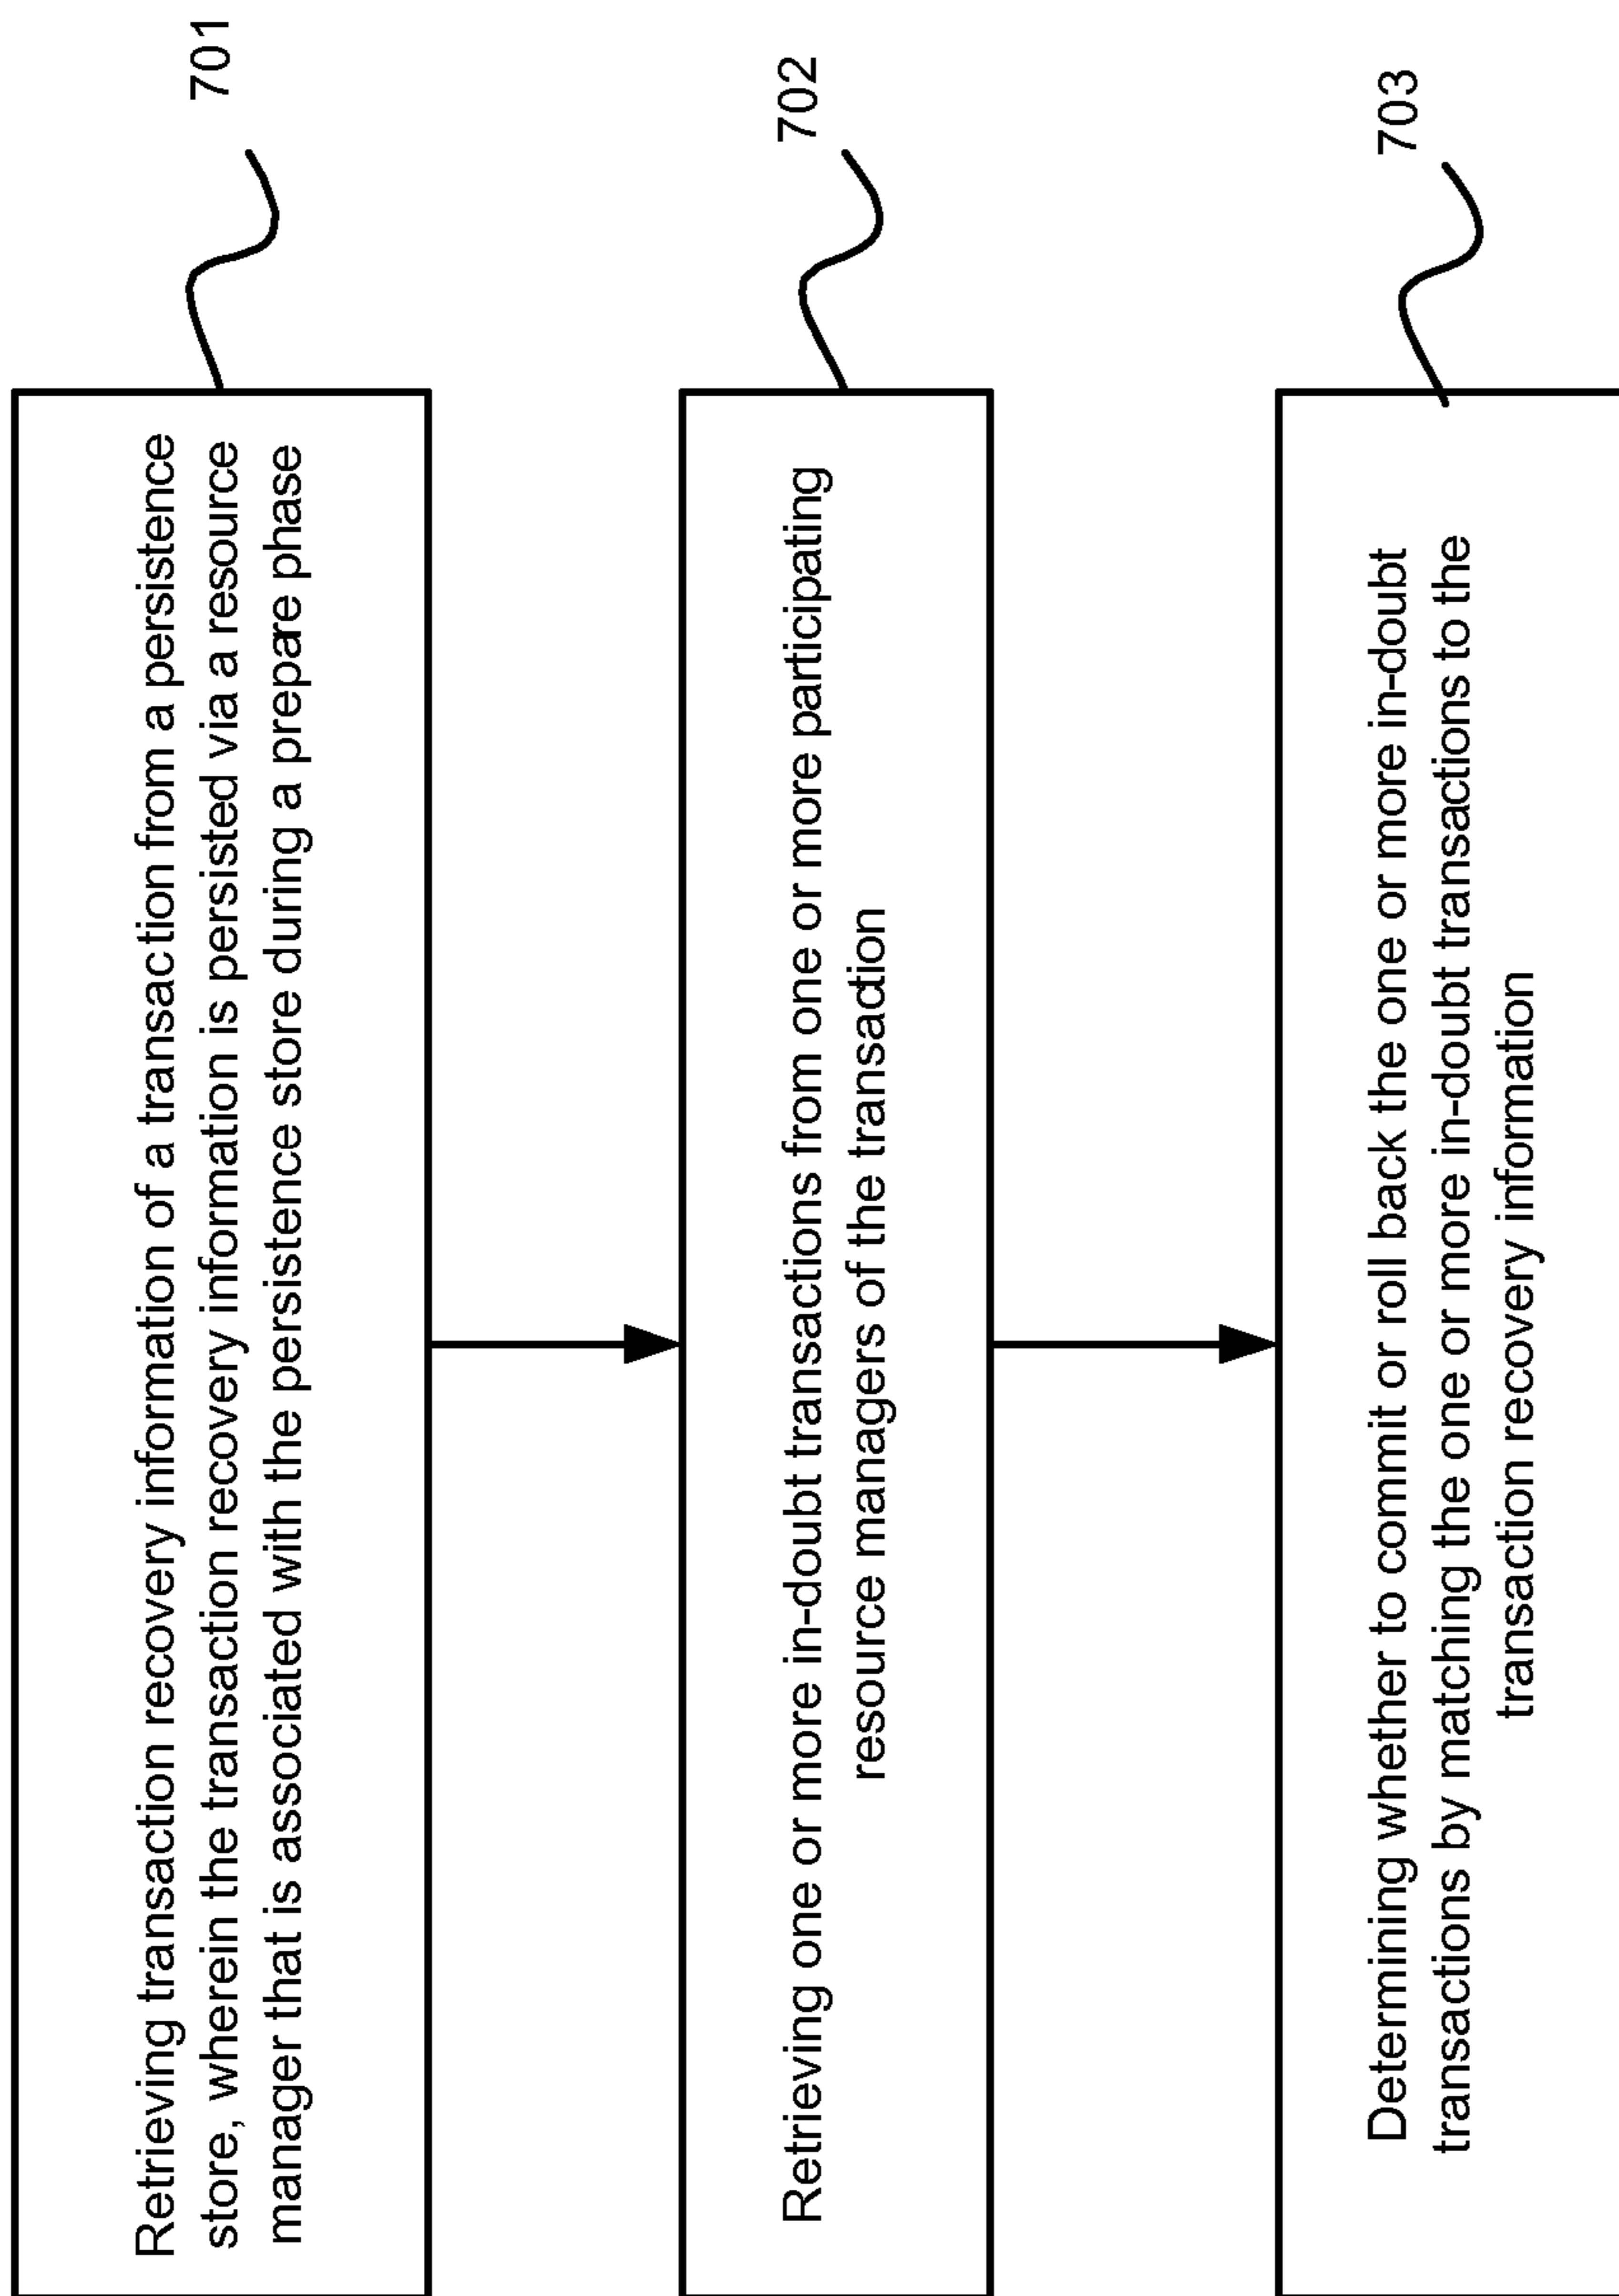 Retrieving transaction recovery information of a transaction from a persistence
store, wherein the transaction recovery information is persisted via a resource
manager that is associated with the persistence store during a prepare phase
701
Retrieving one or more in-doubt transactions from one or more participating
resource managers of the transaction
702
Determining whether to commit or roll back the one or more in-doubt
transactions by matching the one or more in-doubt transactions to the
transaction recovery information
703